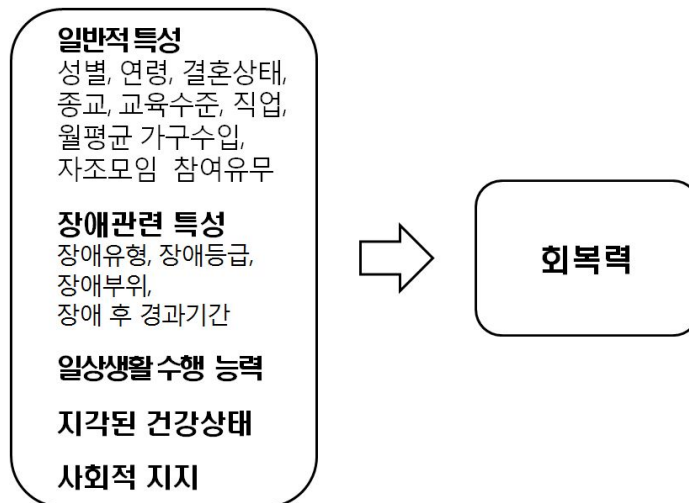 일반적 특성
성별, 연령, 결혼상태,
종교, 교육수준, 직업,
월평균 가구수입,
자조모임 참여유무
장애관련 특성
장애유형, 장애등급,
장애부위,
장애 후 경과기간
일상생활 수행 능력
지각된 건강상태
사회적 지지
회복력